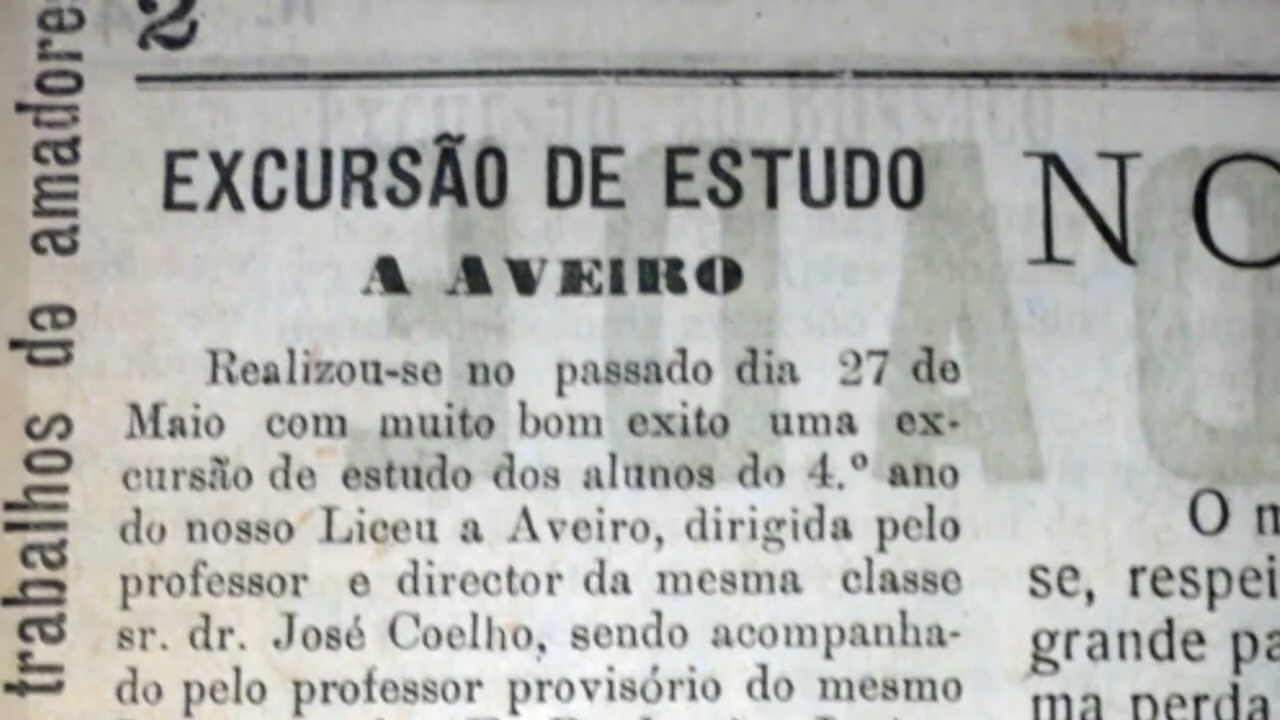 trabalhos de amadores
2
EXCURSÃO DE ESTUDO
A AVEIRO
Realizou-se no passado dia 27 de
Maio com muito bom exito uma ex-
cursão de estudo dos alunos do 4.º ano
do nosso Liceu a Aveiro, dirigida pelo
professor e director da mesma classe
sr. dr. José Coelho, sendo acompanha-
do pelo professor provisório do mesmo
NO
O
se, respei
grande pa
ma perda